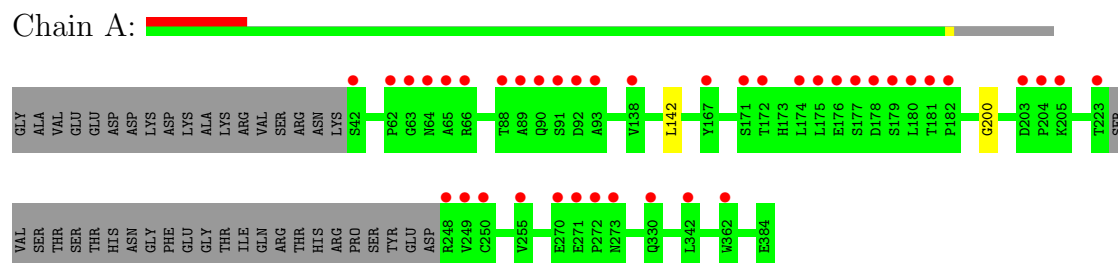 Chain A:
GLY ALA VAL GLU GLU ASP ASP LYS ASP LYS ALA LYS ARG VAL SER ARG ASN LYS S42 P62 G63 N64 A65 R66 T88 A89 Q90 S91 D92 A93 V138 L142 Y167 S171 T172 H173 L174 L175 E176 S177 D178 S179 L180 T181 P182 G200 D203 P204 K205 T223 SER
VAL SER THR SER THR HIS ASN GLY PHE GLU GLY THR ILE GLN ARG THR HIS ARG PRO SER TYR GLU ASP R248 V249 C250 V255 E270 E271 P272 N273 Q330 L342 W362 E384